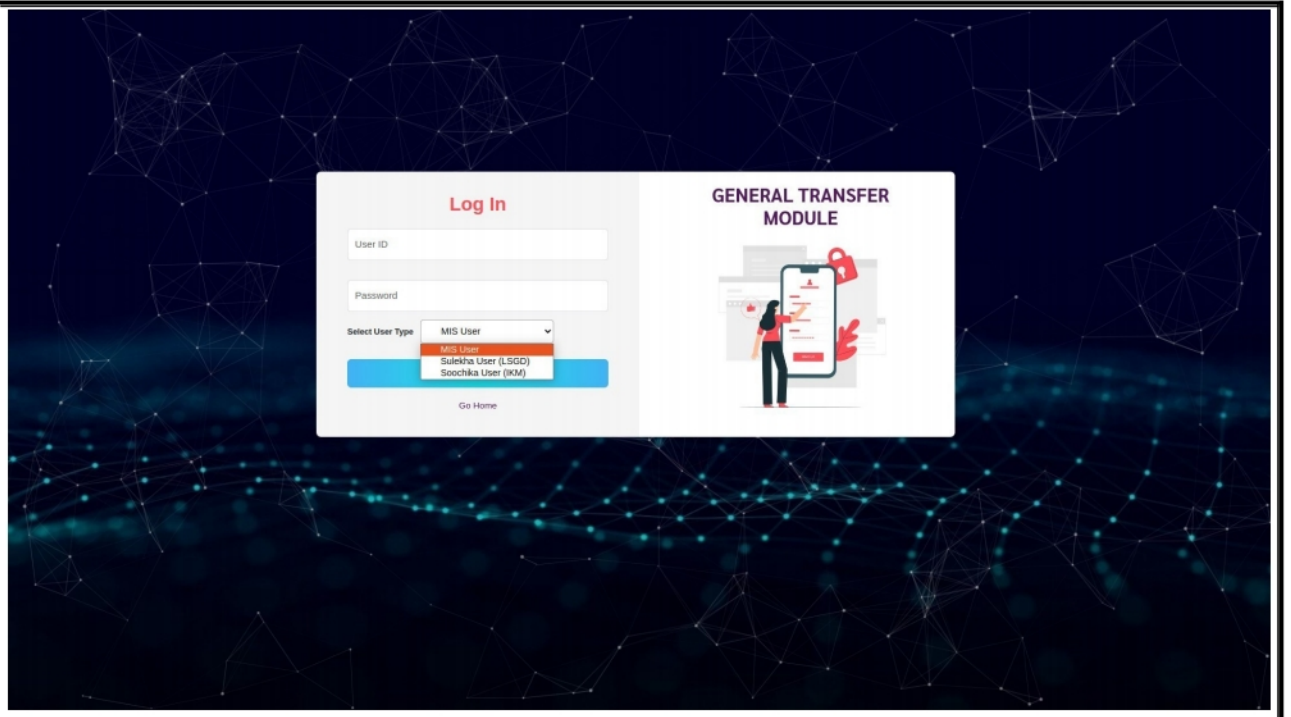 Log In
User ID
Password
Select User Type
MIS User
MIS User
Sulekha User (LSGD)
Soochika User (IKM)
Go Home
GENERAL TRANSFER
MODULE